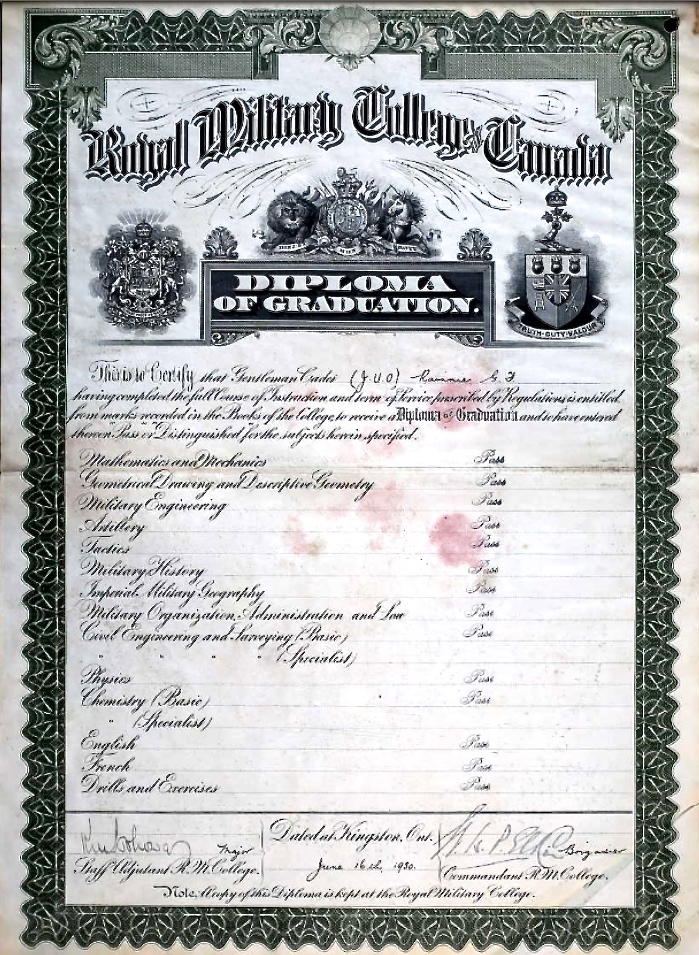 Royal Military College of Canada
DIEU ET MON DROIT
DIPLOMA
OF GRADUATION.
TRUTH·DUTY·VALOUR
This is to Certify that Gentleman Cadet (J.U.O)
having completed the full Course of Instruction and term of Service prescribed by Regulations is entitled,
from marks recorded in the Books of the College, to receive a Diploma of Graduation and to have entered
thereon "Pass" or "Distinguished" for the subjects herein specified.
Mathematics and Mechanics Pass
Geometrical Drawing and Descriptive Geometry Pass
Military Engineering Pass
Artillery Pass
Tactics Pass
Military History Pass
Imperial Military Geography Pass
Military Organization, Administration and Law Pass
Civil Engineering and Surveying (Basic) Pass
" " " " (Specialist)
Physics Pass
Chemistry (Basic) Pass
" (Specialist)
English Pass
French Pass
Drills and Exercises Pass
Major Dated at Kingston, Ont. Brigadier
Staff Adjutant R.M. College. June 16th, 1930. Commandant R.M. College.
Note. A copy of this Diploma is kept at the Royal Military College.